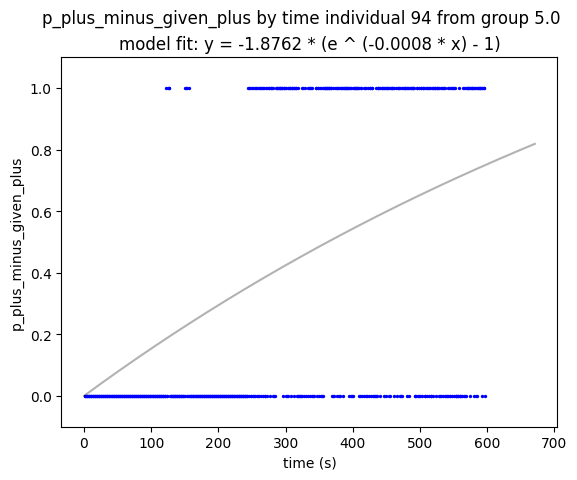 p_plus_minus_given_plus by time individual 94 from group 5.0
model fit: y = -1.8762 * (e ^ (-0.0008 * x) - 1)
1.0
0.8
0.6
0.4
0.2
0.0
p_plus_minus_given_plus
0 100 200 300 400 500 600 700
time (s)